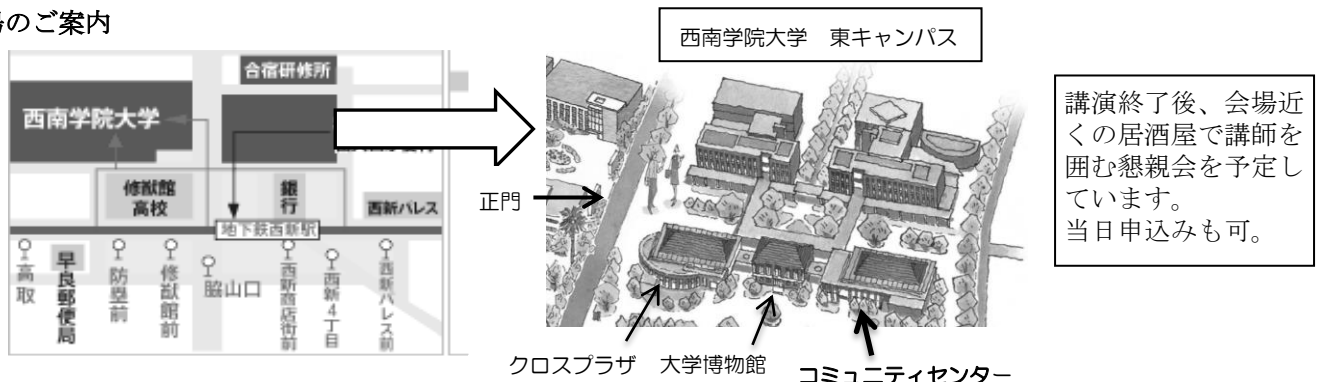 のご案内
西南学院大学　東キャンパス
合宿研修所
西南学院大学
修猷館
高校
銀行
西新パレス
地下鉄西新駅
高取
早良郵便局
防塁前
修猷館前
脇山口
西新商店街前
西新4丁目
西新パレス前
正門
クロスプラザ
大学博物館
コミュニティセンター
講演終了後、会場近
くの居酒屋で講師を
囲む懇親会を予定し
ています。
当日申込みも可。